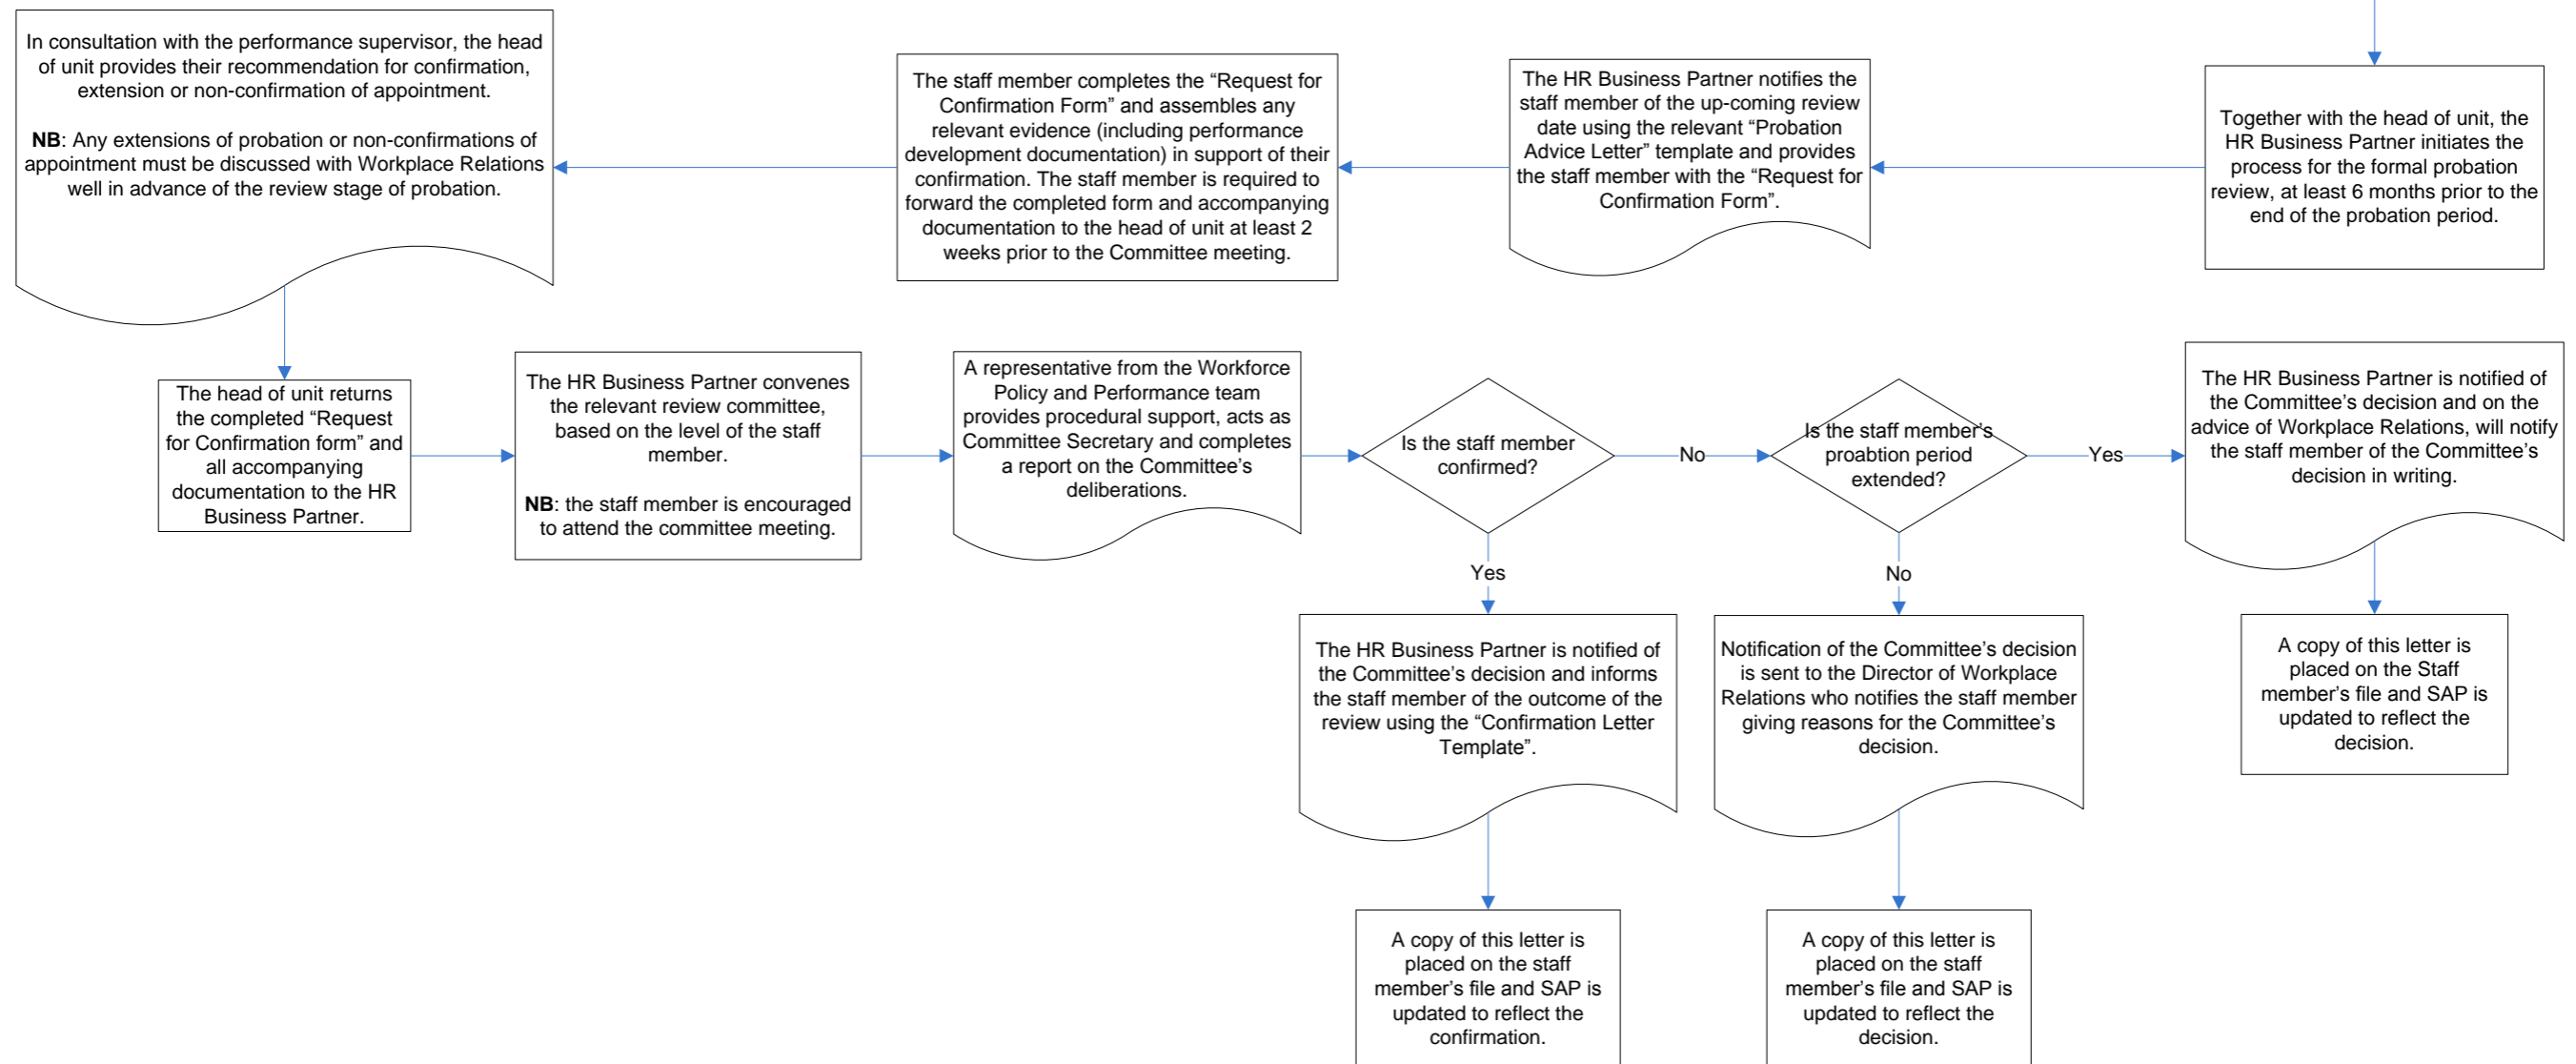 Together with the head of unit, the
HR Business Partner initiates the
process for the formal probation
review, at least 6 months prior to the
end of the probation period.
The HR Business Partner notifies the
staff member of the up-coming review
date using the relevant “Probation
Advice Letter” template and provides
the staff member with the “Request for
Confirmation Form”.
The staff member completes the “Request for
Confirmation Form” and assembles any
relevant evidence (including performance
development documentation) in support of their
confirmation. The staff member is required to
forward the completed form and accompanying
documentation to the head of unit at least 2
weeks prior to the Committee meeting.
In consultation with the performance supervisor, the head
of unit provides their recommendation for confirmation,
extension or non-confirmation of appointment.
NB: Any extensions of probation or non-confirmations of
appointment must be discussed with Workplace Relations
well in advance of the review stage of probation.
The head of unit returns
the completed “Request
for Confirmation form” and
all accompanying
documentation to the HR
Business Partner.
The HR Business Partner convenes
the relevant review committee,
based on the level of the staff
member.
NB: the staff member is encouraged
to attend the committee meeting.
A representative from the Workforce
Policy and Performance team
provides procedural support, acts as
Committee Secretary and completes
a report on the Committee’s
deliberations.
Is the staff member
confirmed?
No
Is the staff member’s
proabtion period
extended?
Yes
The HR Business Partner is notified of
the Committee’s decision and on the
advice of Workplace Relations, will notify
the staff member of the Committee’s
decision in writing.
Yes
No
The HR Business Partner is notified of
the Committee’s decision and informs
the staff member of the outcome of the
review using the “Confirmation Letter
Template”.
Notification of the Committee’s decision
is sent to the Director of Workplace
Relations who notifies the staff member
giving reasons for the Committee’s
decision.
A copy of this letter is
placed on the Staff
member’s file and SAP is
updated to reflect the
decision.
A copy of this letter is
placed on the staff
member’s file and SAP is
updated to reflect the
confirmation.
A copy of this letter is
placed on the staff
member’s file and SAP is
updated to reflect the
decision.